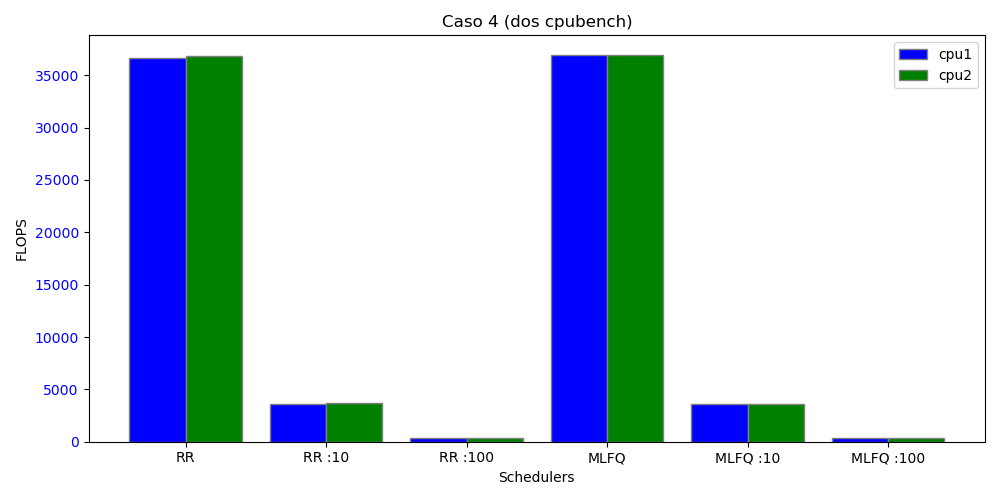 Caso 4 (dos cpubench)
cpu1
cpu2
FLOPS
35000
30000
25000
20000
15000
10000
5000
0
RR
RR :10
RR :100
MLFQ
MLFQ :10
MLFQ :100
Schedulers